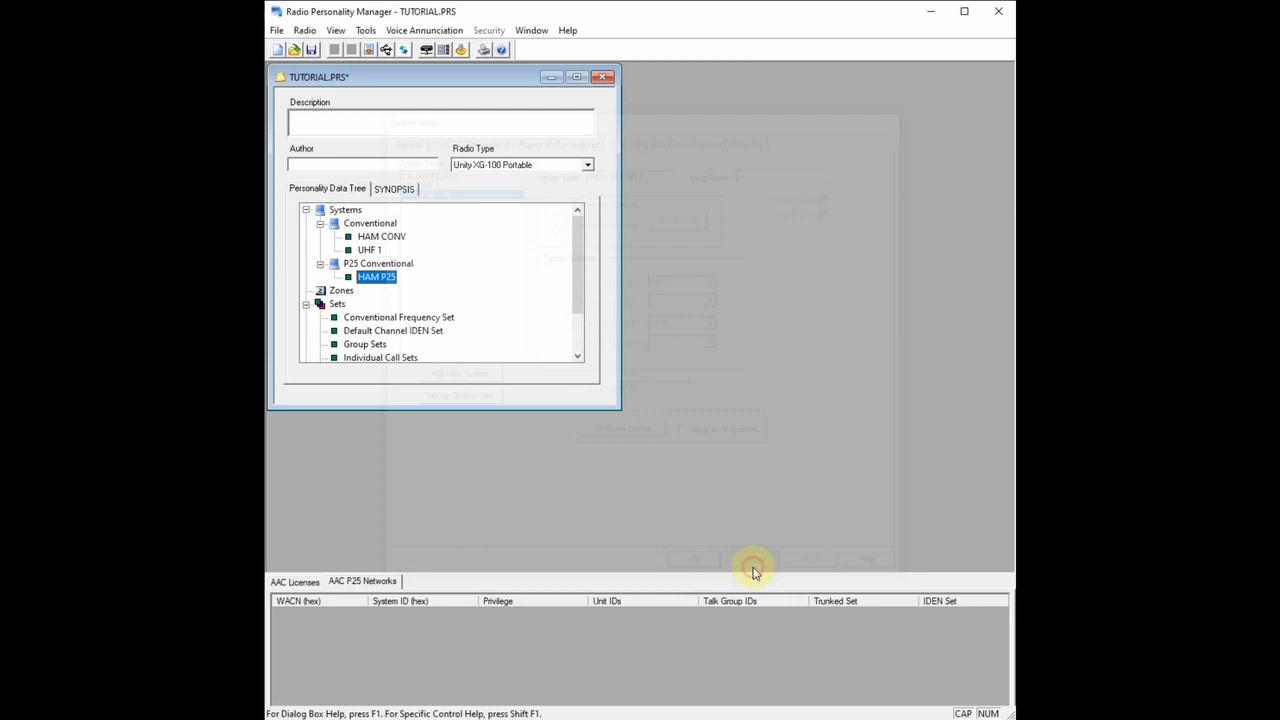 Radio Personality Manager - TUTORIAL.PRS
File Radio View Tools Voice Annunciation Security Window Help
TUTORIAL.PRS*
Description
Author Radio Type
Unity XG-100 Portable
Personality Data Tree SYNOPSIS
Systems
Conventional
HAM CONV
UHF 1
P25 Conventional
HAM P25
Zones
Sets
Conventional Frequency Set
Default Channel IDEN Set
Group Sets
Individual Call Sets
AAC Licenses AAC P25 Networks
WACN (hex) System ID (hex) Privilege Unit IDs Talk Group IDs Trunked Set IDEN Set
For Dialog Box Help, press F1. For Specific Control Help, press Shift F1. CAP NUM